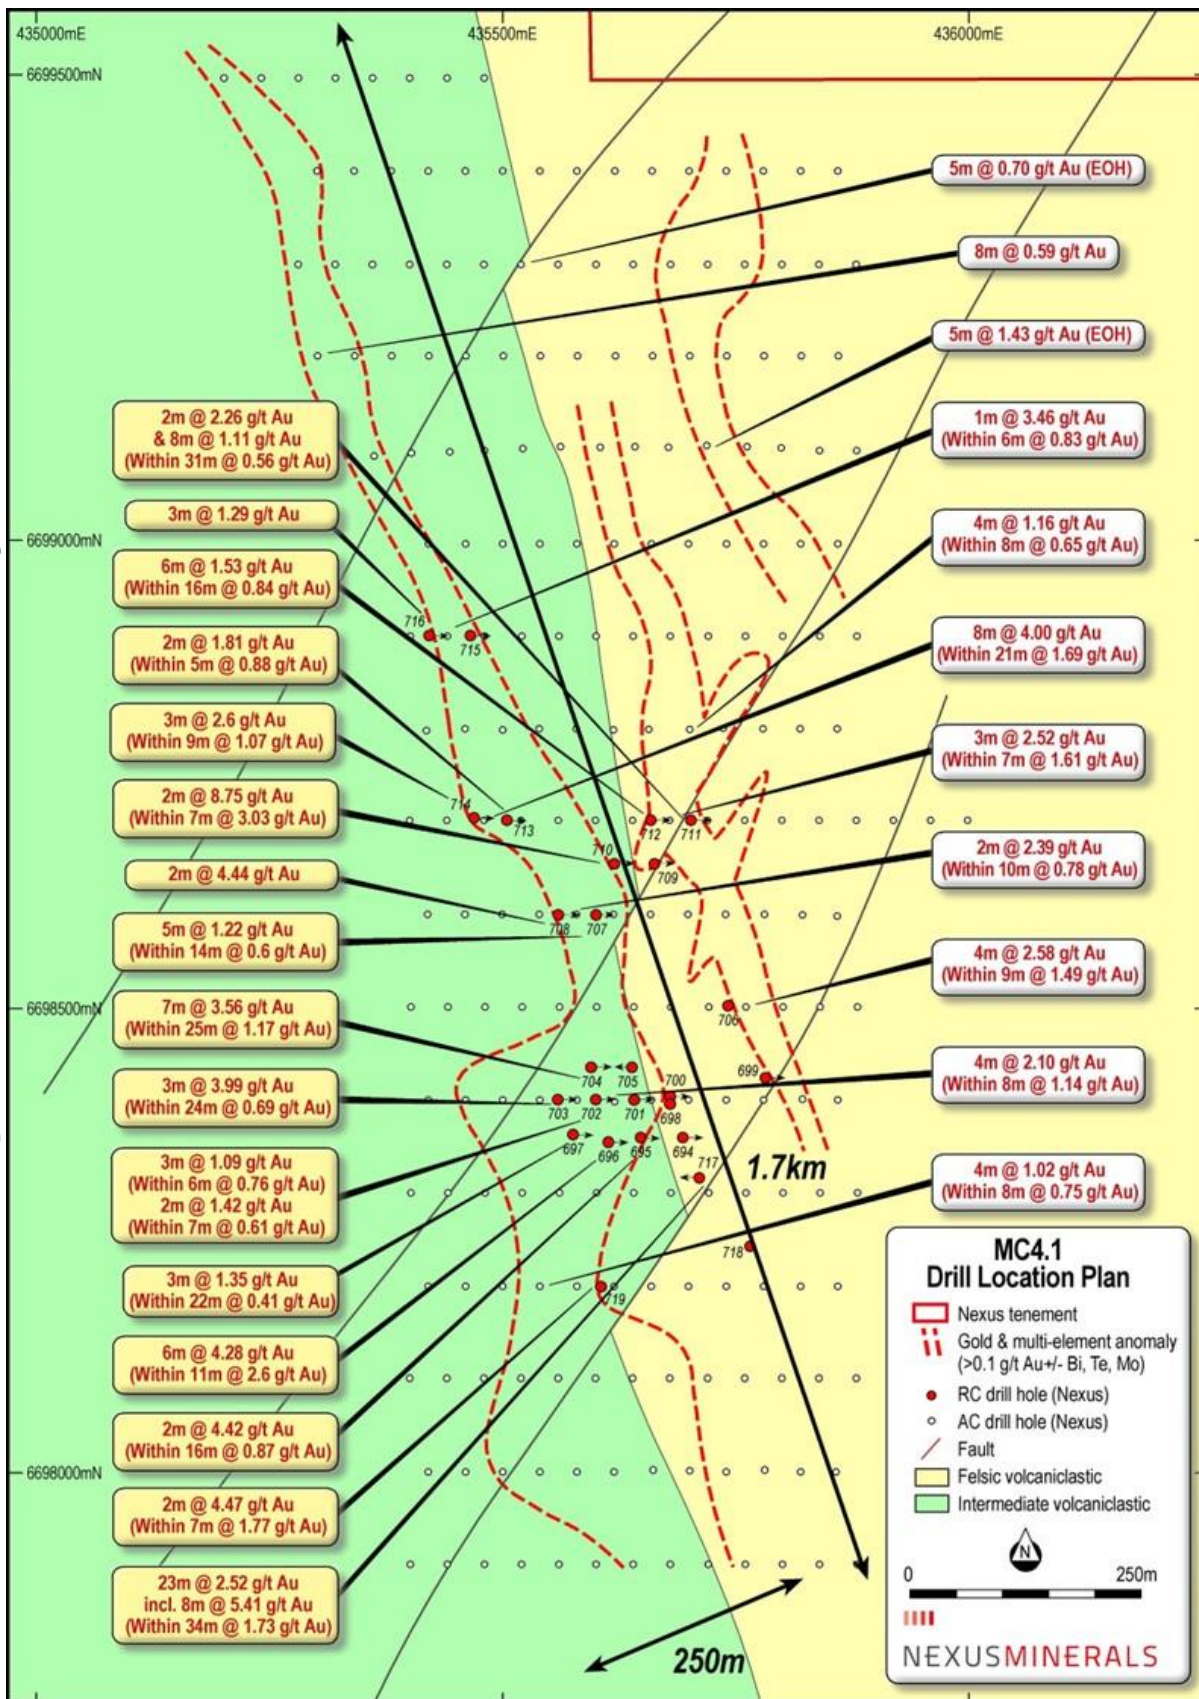 435000mE
435500mE
436000mE
6699500mN
6699000mN
6698500mN
6698000mN
5m @ 0.70 g/t Au (EOH)
8m @ 0.59 g/t Au
5m @ 1.43 g/t Au (EOH)
1m @ 3.46 g/t Au
(Within 6m @ 0.83 g/t Au)
4m @ 1.16 g/t Au
(Within 8m @ 0.65 g/t Au)
8m @ 4.00 g/t Au
(Within 21m @ 1.69 g/t Au)
3m @ 2.52 g/t Au
(Within 7m @ 1.61 g/t Au)
2m @ 2.39 g/t Au
(Within 10m @ 0.78 g/t Au)
4m @ 2.58 g/t Au
(Within 9m @ 1.49 g/t Au)
4m @ 2.10 g/t Au
(Within 8m @ 1.14 g/t Au)
4m @ 1.02 g/t Au
(Within 8m @ 0.75 g/t Au)
2m @ 2.26 g/t Au
& 8m @ 1.11 g/t Au
(Within 31m @ 0.56 g/t Au)
3m @ 1.29 g/t Au
6m @ 1.53 g/t Au
(Within 16m @ 0.84 g/t Au)
2m @ 1.81 g/t Au
(Within 5m @ 0.88 g/t Au)
3m @ 2.6 g/t Au
(Within 9m @ 1.07 g/t Au)
2m @ 8.75 g/t Au
(Within 7m @ 3.03 g/t Au)
2m @ 4.44 g/t Au
5m @ 1.22 g/t Au
(Within 14m @ 0.6 g/t Au)
7m @ 3.56 g/t Au
(Within 25m @ 1.17 g/t Au)
3m @ 3.99 g/t Au
(Within 24m @ 0.69 g/t Au)
3m @ 1.09 g/t Au
(Within 6m @ 0.76 g/t Au)
2m @ 1.42 g/t Au
(Within 7m @ 0.61 g/t Au)
3m @ 1.35 g/t Au
(Within 22m @ 0.41 g/t Au)
6m @ 4.28 g/t Au
(Within 11m @ 2.6 g/t Au)
2m @ 4.42 g/t Au
(Within 16m @ 0.87 g/t Au)
2m @ 4.47 g/t Au
(Within 7m @ 1.77 g/t Au)
23m @ 2.52 g/t Au
incl. 8m @ 5.41 g/t Au
(Within 34m @ 1.73 g/t Au)
716
715
714
713
712
711
710
709
708
707
706
704
705
700
699
703
702
701
698
697
696
695
694
717
718
719
1.7km
250m
MC4.1
Drill Location Plan
Nexus tenement
Gold & multi-element anomaly
(>0.1 g/t Au+/- Bi, Te, Mo)
RC drill hole (Nexus)
AC drill hole (Nexus)
Fault
Felsic volcaniclastic
Intermediate volcaniclastic
N
0
250m
NEXUSMINERALS